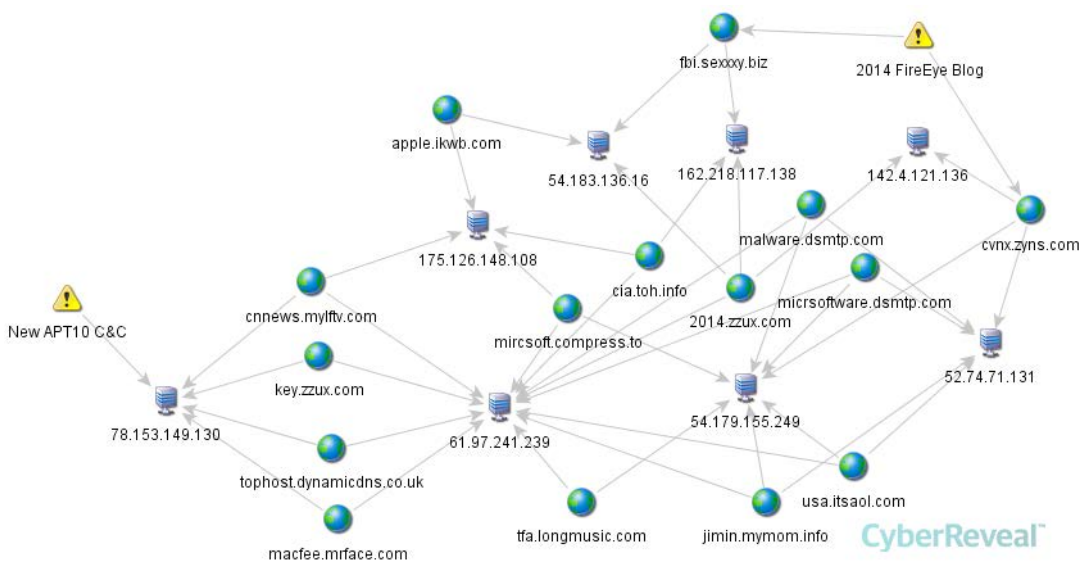 fbi.sexxxy.biz
2014 FireEye Blog
apple.ikwb.com
54.183.136.16
162.218.117.138
142.4.121.136
malware.dsmtp.com
cvnx.zyns.com
175.126.148.108
cia.toh.info
cnnews.mylftv.com
2014.zzux.com
micrsoftware.dsmtp.com
New APT10 C&C
mircsoft.compress.to
key.zzux.com
52.74.71.131
78.153.149.130
61.97.241.239
54.179.155.249
tophost.dynamicdns.co.uk
usa.itsaol.com
macfee.mrface.com
tfa.longmusic.com
jimin.mymom.info
CyberReveal™